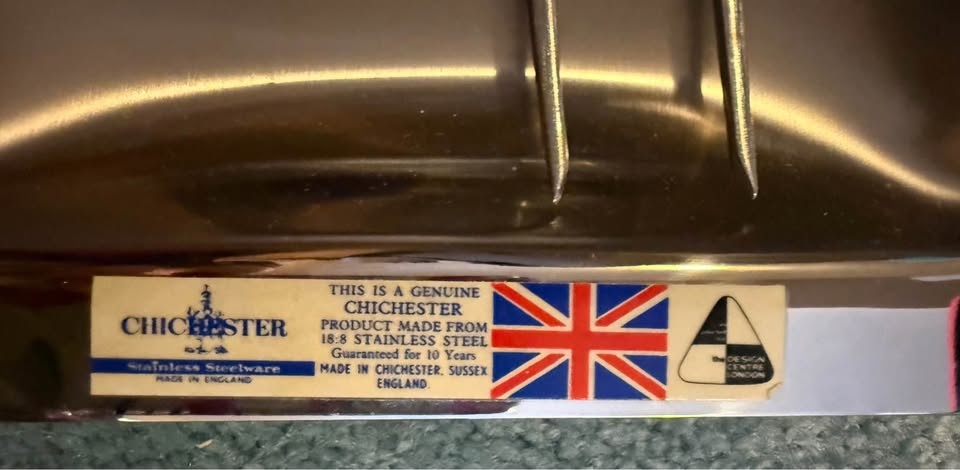 CHICHESTER
Stainless Steelware
MADE IN ENGLAND
THIS IS A GENUINE
CHICHESTER
PRODUCT MADE FROM
18:8 STAINLESS STEEL
Guaranteed for 10 Years
MADE IN CHICHESTER. SUSSEX
ENGLAND
the DESIGN
CENTRE
LONDON